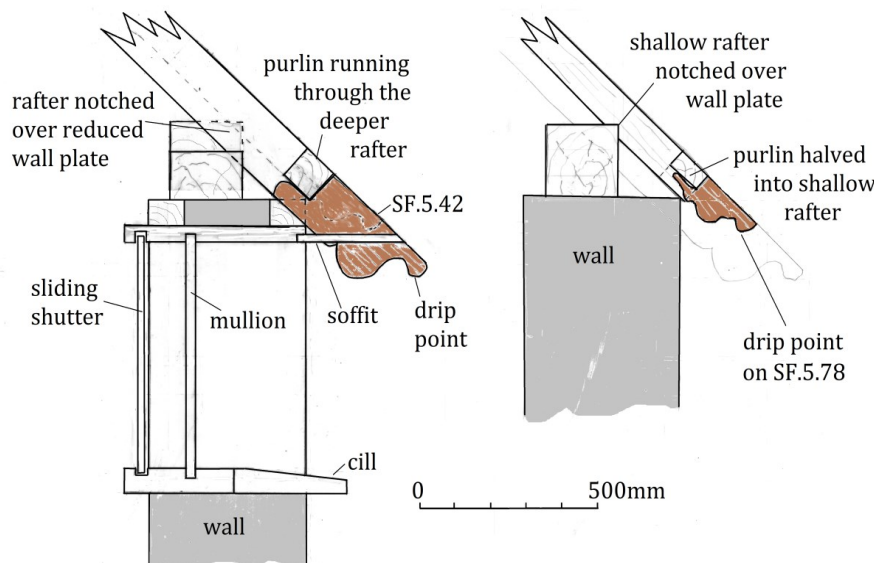 rafter notched
over reduced
wall plate
purlin running
through the
deeper
rafter
SF.5.42
sliding
shutter
mullion
soffit
drip
point
cill
wall
shallow rafter
notched over
wall plate
purlin halved
into shallow
rafter
wall
drip point
on SF.5.78
0 500mm